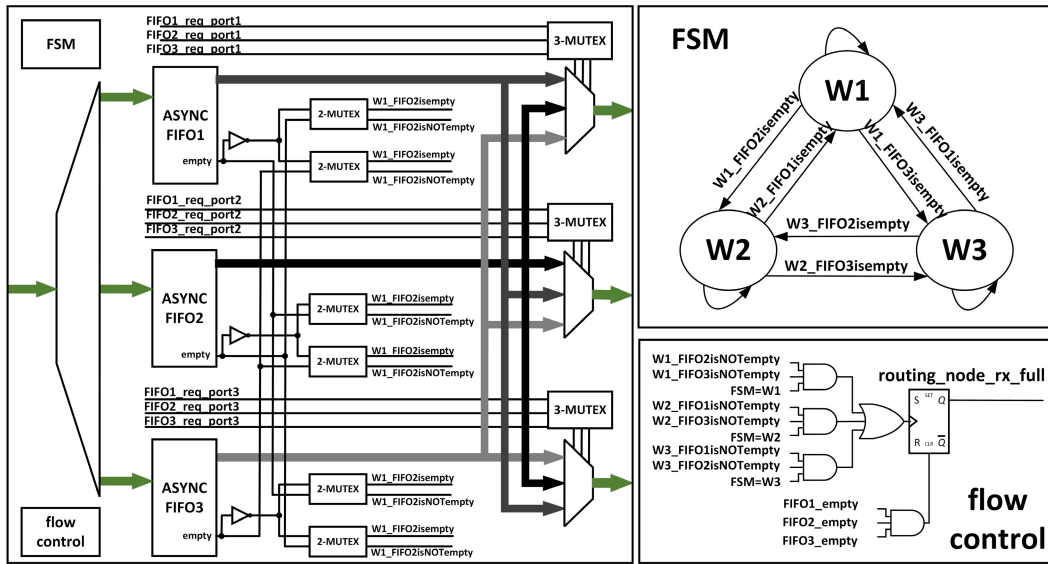 FSM
FIFO1_req_port1
FIFO2_req_port1
FIFO3_req_port1
3-MUTEX
ASYNC
FIFO1
empty
2-MUTEX
W1_FIFO2isempty
W1_FIFO2isNOTempty
2-MUTEX
W1_FIFO2isempty
W1_FIFO2isNOTempty
FIFO1_req_port2
FIFO2_req_port2
FIFO3_req_port2
3-MUTEX
ASYNC
FIFO2
empty
2-MUTEX
W1_FIFO2isempty
W1_FIFO2isNOTempty
2-MUTEX
W1_FIFO2isempty
W1_FIFO2isNOTempty
FIFO1_req_port3
FIFO2_req_port3
FIFO3_req_port3
3-MUTEX
ASYNC
FIFO3
empty
2-MUTEX
W1_FIFO2isempty
W1_FIFO2isNOTempty
2-MUTEX
W1_FIFO2isempty
W1_FIFO2isNOTempty
flow
control
FSM
W1
W2
W3
W1_FIFO2isempty
W2_FIFO1isempty
W1_FIFO3isempty
W3_FIFO1isempty
W3_FIFO2isempty
W2_FIFO3isempty
W1_FIFO2isNOTempty
W1_FIFO3isNOTempty
FSM=W1
W2_FIFO1isNOTempty
W2_FIFO3isNOTempty
FSM=W2
W3_FIFO1isNOTempty
W3_FIFO2isNOTempty
FSM=W3
routing_node_rx_full
S SET Q
R CLR Q
FIFO1_empty
FIFO2_empty
FIFO3_empty
flow
control